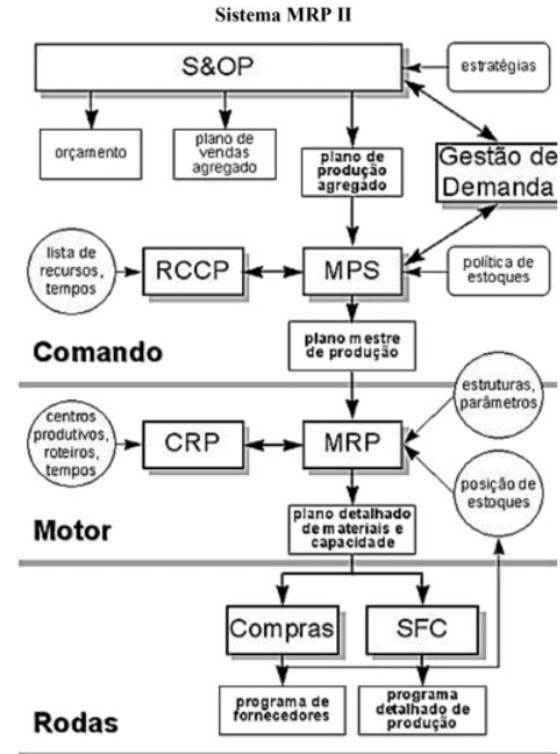 Sistema MRP II
S&OP
estratégias
orçamento
plano de
vendas
agregado
plano de
produção
agregado
Gestão de
Demanda
lista de
recursos,
tempos
RCCP
MPS
política de
estoques
plano mestre
de produção
Comando
estruturas,
parâmetros
centros
produtivos,
roteiros,
tempos
CRP
MRP
posição de
estoques
plano detalhado
de materiais e
capacidade
Motor
Compras
SFC
programa de
fornecedores
programa
detalhado de
produção
Rodas